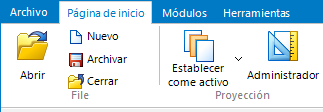 Archivo Página de inicio Módulos Herramientas
Nuevo
Archivar
Cerrar
Abrir
File
Establecer
come activo
Administrador
Proyección